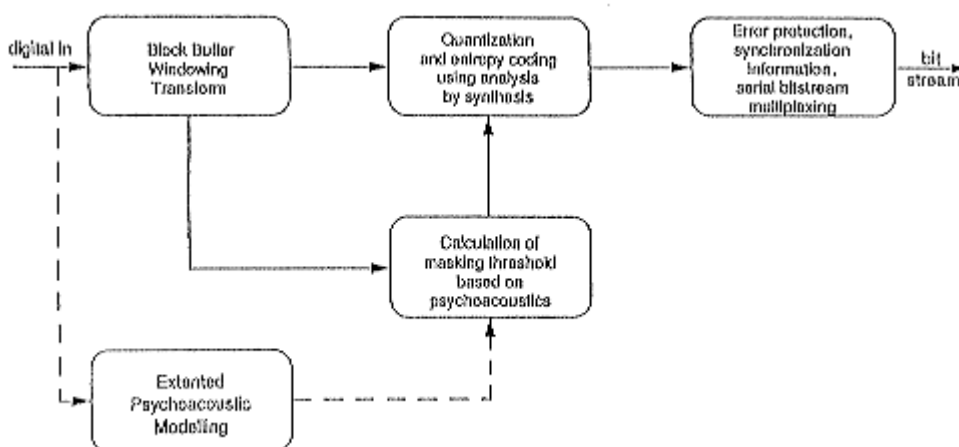 digital in
Block Buffer
Windowing
Transform
Quantization
and entropy coding
using analysis
by synthesis
Error protection,
synchronization
Information,
serial bitstream
multiplexing
bit
stream
Calculation of
masking threshold
based on
psychoacoustics
Extented
Psychoacoustic
Modelling